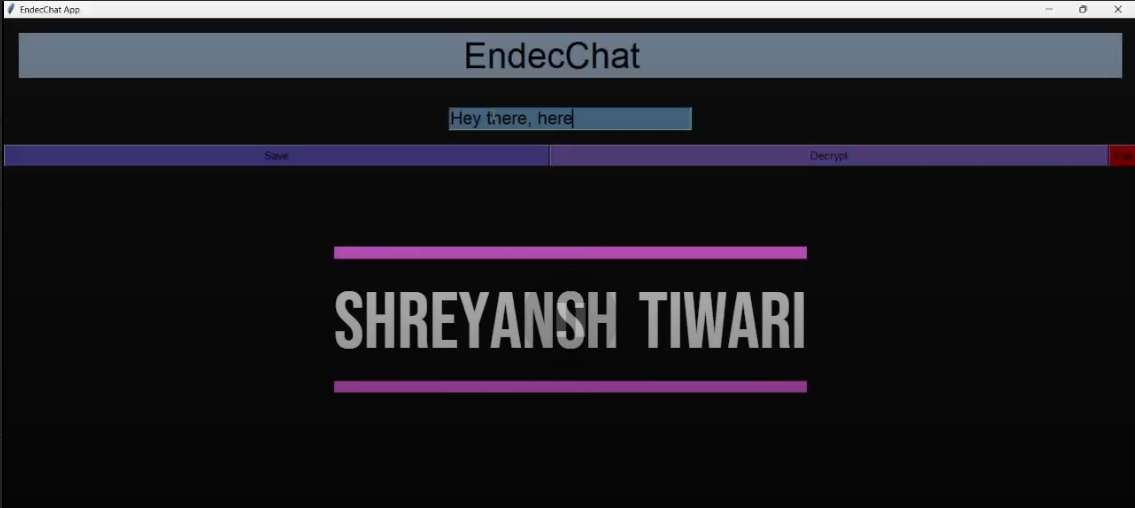 EndecChat App
EndecChat
Hey there, here
Save
Decrypt
SHREYANSH TIWARI